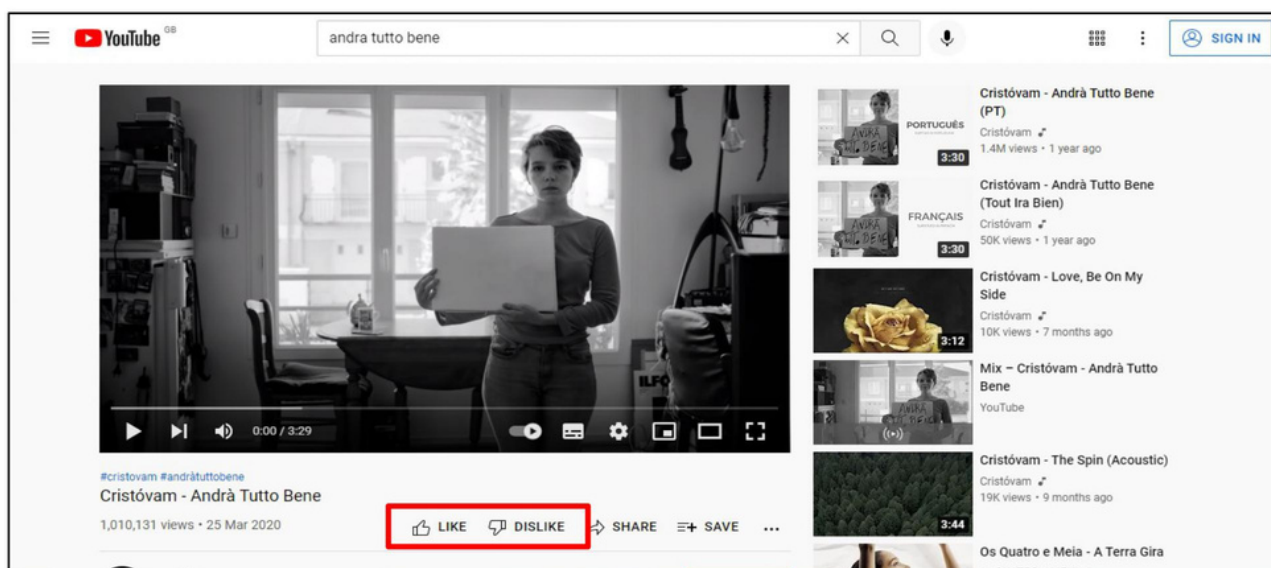 YouTube GB
andra tutto bene
SIGN IN
0:00 / 3:29
#cristovam #andràtuttobene
Cristóvam - Andrà Tutto Bene
1,010,131 views • 25 Mar 2020
LIKE DISLIKE SHARE SAVE ...
Cristóvam - Andrà Tutto Bene
(PT)
Cristóvam
1.4M views • 1 year ago
PORTUGUÊS
ANDRÀ
TUTTO BENE
3:30
Cristóvam - Andrà Tutto Bene
(Tout Ira Bien)
Cristóvam
50K views • 1 year ago
FRANÇAIS
3:30
Cristóvam - Love, Be On My
Side
Cristóvam
10K views • 7 months ago
3:12
Mix – Cristóvam - Andrà Tutto
Bene
YouTube
Cristóvam - The Spin (Acoustic)
Cristóvam
19K views • 9 months ago
3:44
Os Quatro e Meia - A Terra Gira